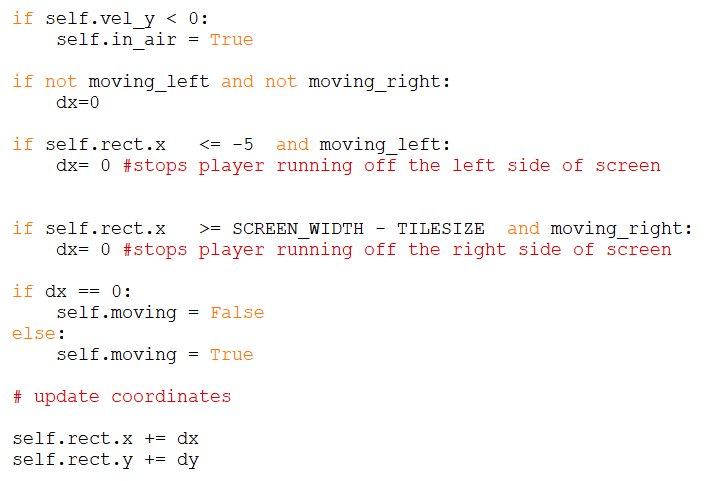 if self.vel_y < 0:
    self.in_air = True

if not moving_left and not moving_right:
    dx=0

if self.rect.x   <= -5  and moving_left:
    dx= 0 #stops player running off the left side of screen


if self.rect.x   >= SCREEN_WIDTH - TILESIZE  and moving_right:
    dx= 0 #stops player running off the right side of screen

if dx == 0:
    self.moving = False
else:
    self.moving = True

# update coordinates

self.rect.x += dx
self.rect.y += dy